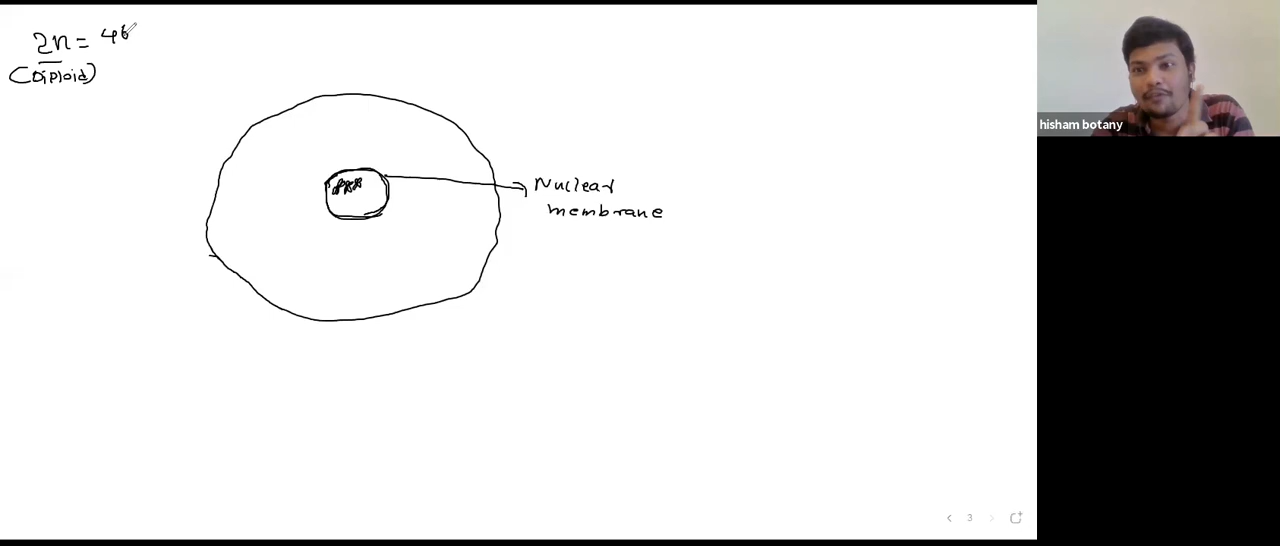 2n = 46
(Diploid)
Nuclear
membrane
hisham botany
3